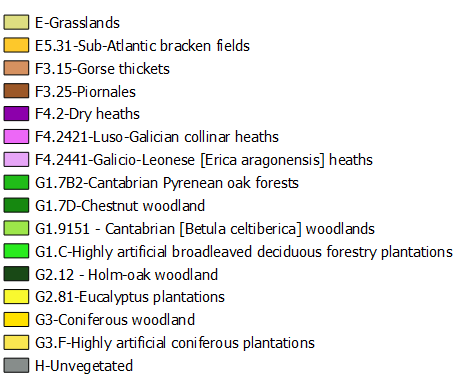 E-Grasslands
E5.31-Sub-Atlantic bracken fields
F3.15-Gorse thickets
F3.25-Piornales
F4.2-Dry heaths
F4.2421-Luso-Galician collinar heaths
F4.2441-Galicio-Leonese [Erica aragonensis] heaths
G1.7B2-Cantabrian Pyrenean oak forests
G1.7D-Chestnut woodland
G1.9151 - Cantabrian [Betula celtiberica] woodlands
G1.C-Highly artificial broadleaved deciduous forestry plantations
G2.12 - Holm-oak woodland
G2.81-Eucalyptus plantations
G3-Coniferous woodland
G3.F-Highly artificial coniferous plantations
H-Unvegetated